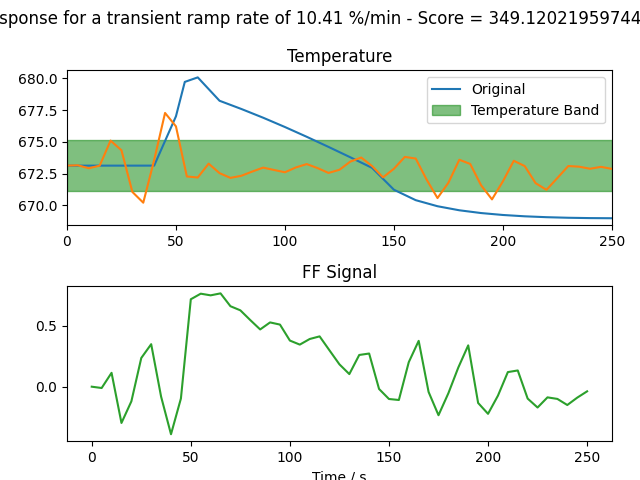 sponse for a transient ramp rate of 10.41 %/min - Score = 349.12021959744
Temperature
680.0
677.5
675.0
672.5
670.0
Original
Temperature Band
0 50 100 150 200 250
FF Signal
0.5
0.0
0 50 100 150 200 250
Time / s